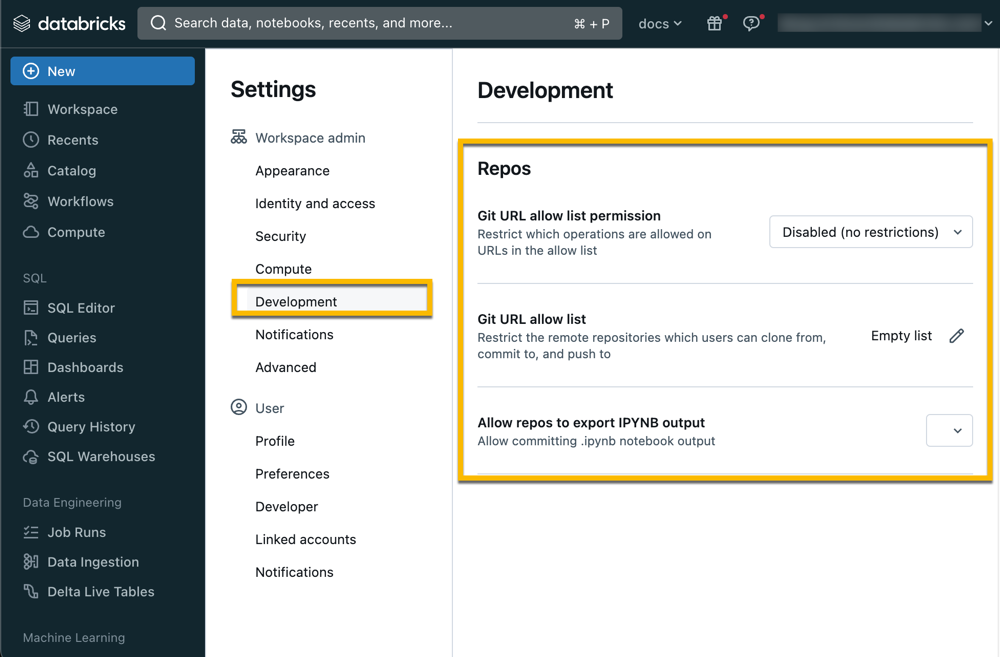 databricks
Search data, notebooks, recents, and more...
⌘ + P
docs
New
Workspace
Recents
Catalog
Workflows
Compute
SQL
SQL Editor
Queries
Dashboards
Alerts
Query History
SQL Warehouses
Data Engineering
Job Runs
Data Ingestion
Delta Live Tables
Machine Learning
Settings
Workspace admin
Appearance
Identity and access
Security
Compute
Development
Notifications
Advanced
User
Profile
Preferences
Developer
Linked accounts
Notifications
Development
Repos
Git URL allow list permission
Restrict which operations are allowed on
URLs in the allow list
Disabled (no restrictions)
Git URL allow list
Restrict the remote repositories which users can clone from,
commit to, and push to
Empty list
Allow repos to export IPYNB output
Allow committing .ipynb notebook output